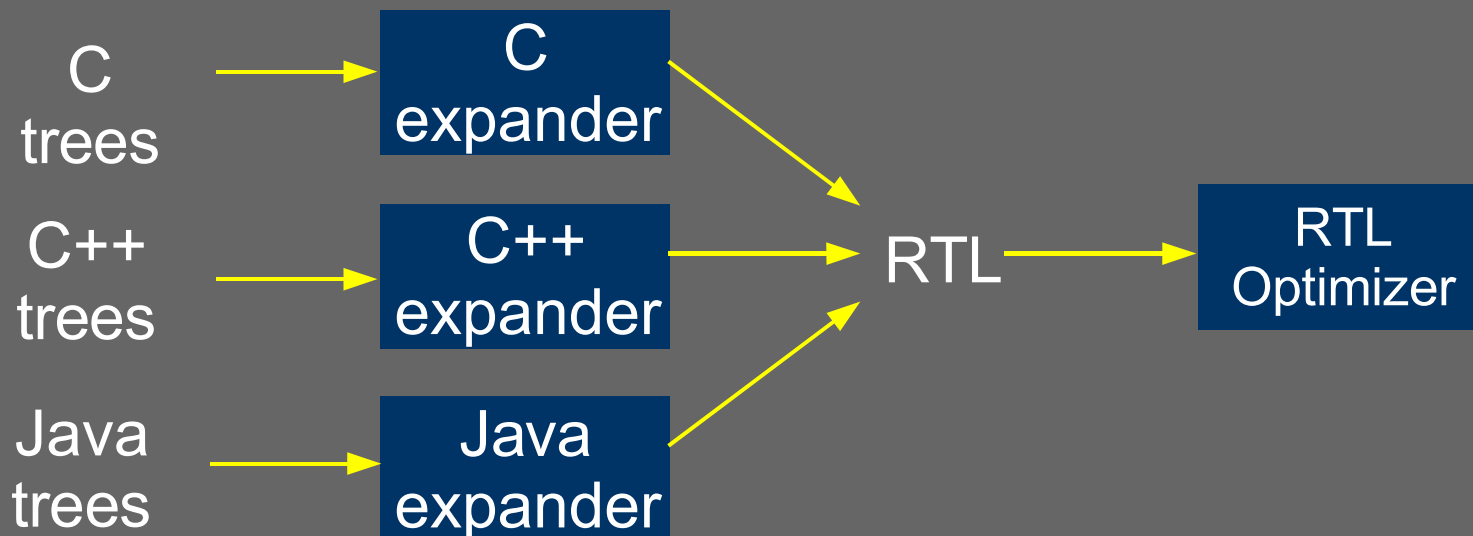 C
trees
C
expander
C++
trees
C++
expander
Java
trees
Java
expander
RTL
RTL
Optimizer